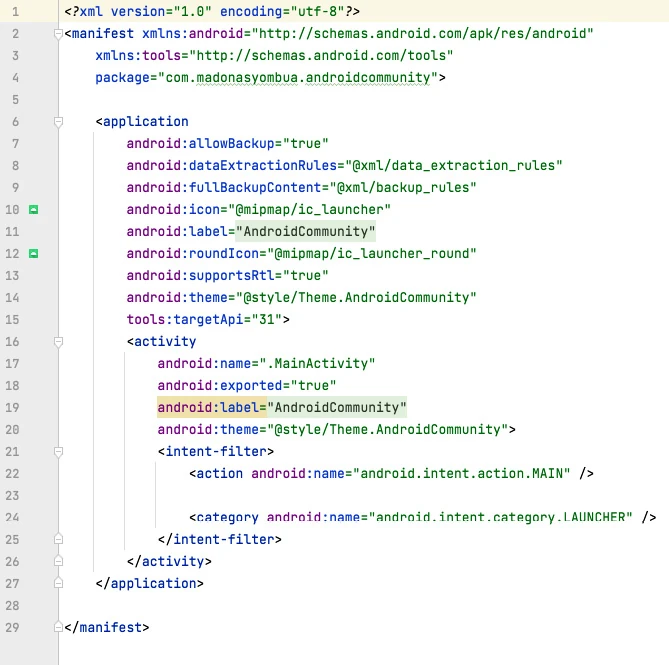 1 <?xml version="1.0" encoding="utf-8"?>
2 <manifest xmlns:android="http://schemas.android.com/apk/res/android"
3     xmlns:tools="http://schemas.android.com/tools"
4     package="com.madonasyombua.androidcommunity">
5
6     <application
7         android:allowBackup="true"
8         android:dataExtractionRules="@xml/data_extraction_rules"
9         android:fullBackupContent="@xml/backup_rules"
10         android:icon="@mipmap/ic_launcher"
11         android:label="AndroidCommunity"
12         android:roundIcon="@mipmap/ic_launcher_round"
13         android:supportsRtl="true"
14         android:theme="@style/Theme.AndroidCommunity"
15         tools:targetApi="31">
16         <activity
17             android:name=".MainActivity"
18             android:exported="true"
19             android:label="AndroidCommunity"
20             android:theme="@style/Theme.AndroidCommunity">
21             <intent-filter>
22                 <action android:name="android.intent.action.MAIN" />
23
24                 <category android:name="android.intent.category.LAUNCHER" />
25             </intent-filter>
26         </activity>
27     </application>
28
29 </manifest>